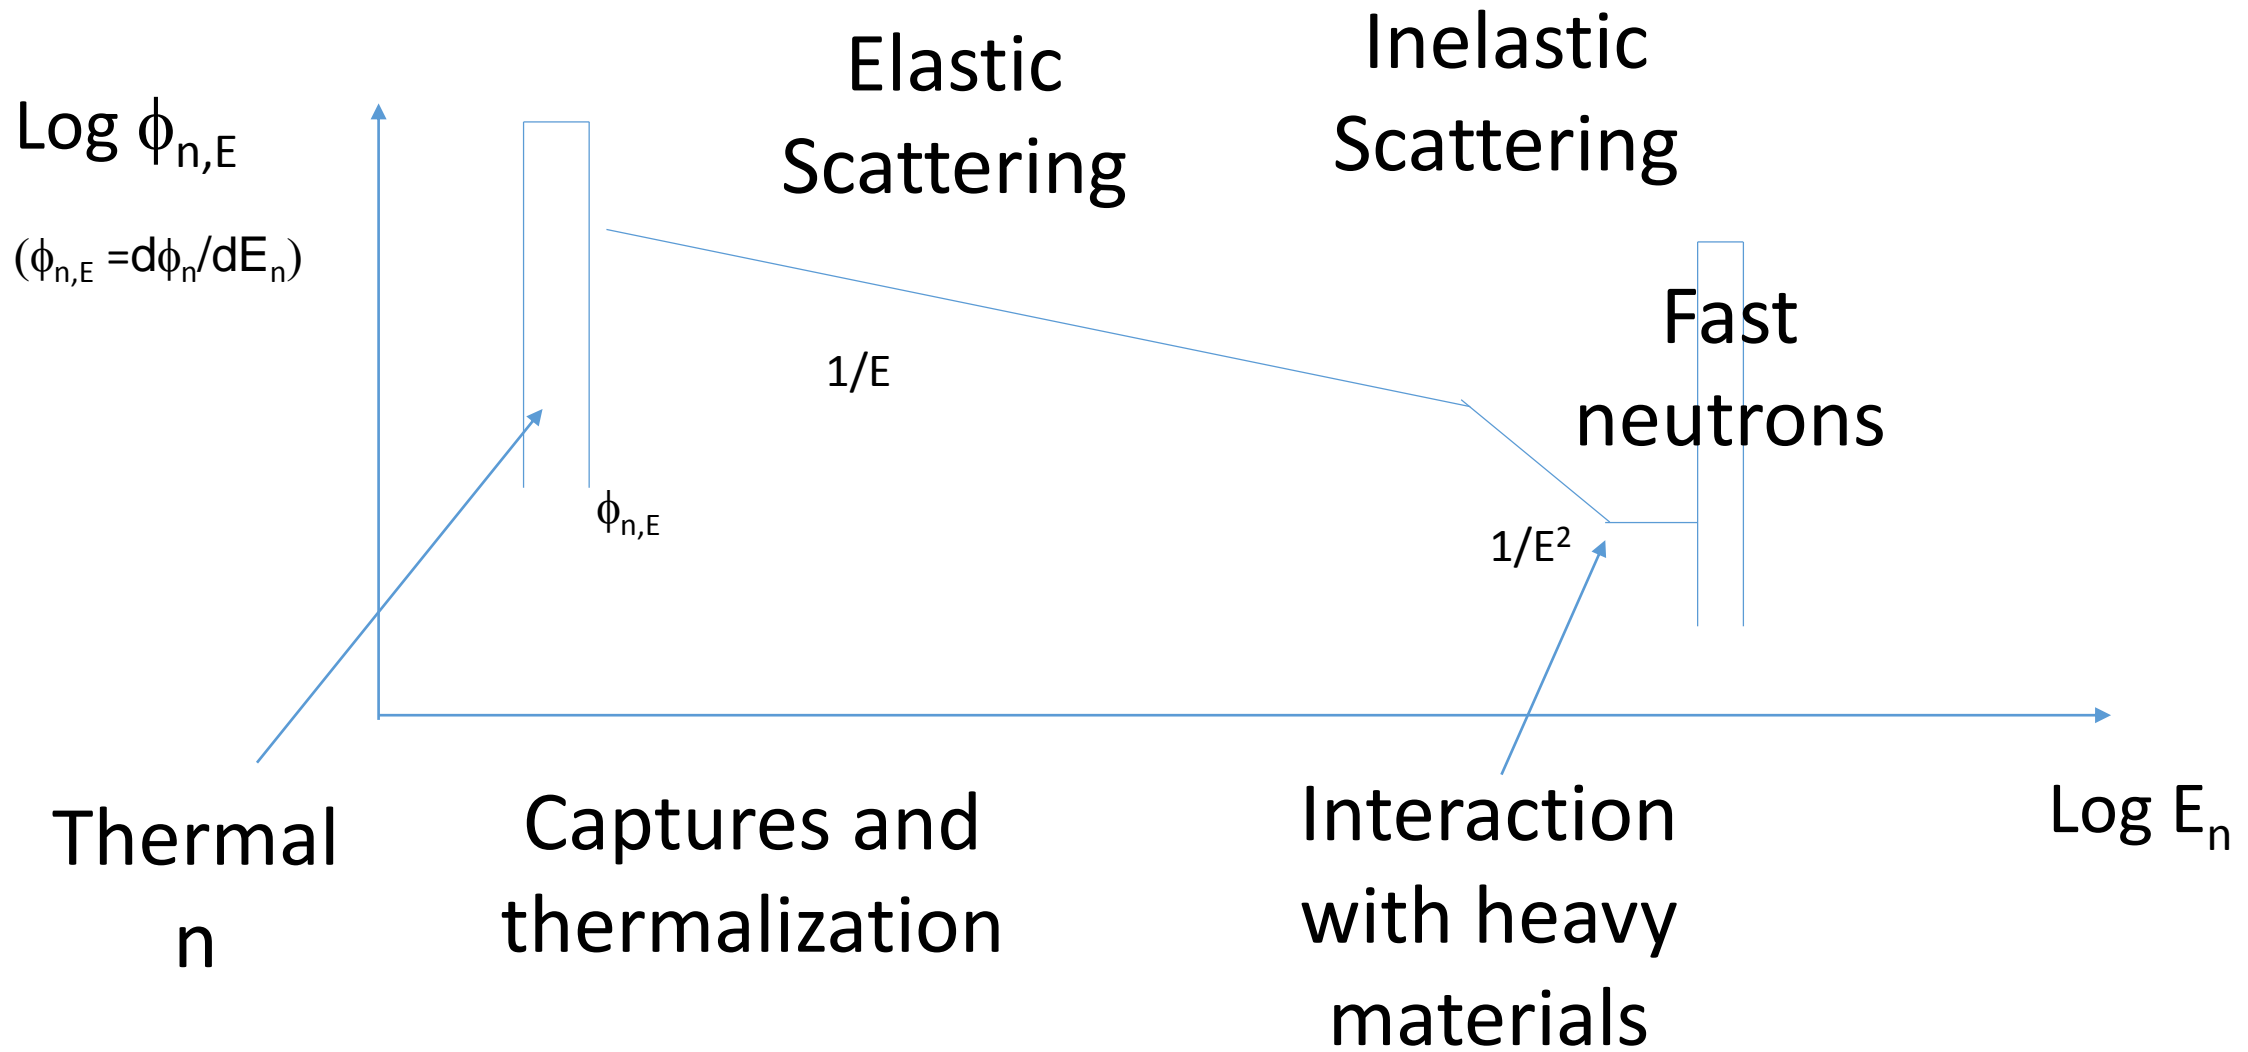 Elastic
Scattering
Inelastic
Scattering
Log ϕn,E
(ϕn,E =dϕn/dEn)
Fast
neutrons
1/E
ϕn,E
1/E²
Thermal
n
Captures and
thermalization
Interaction
with heavy
materials
Log En